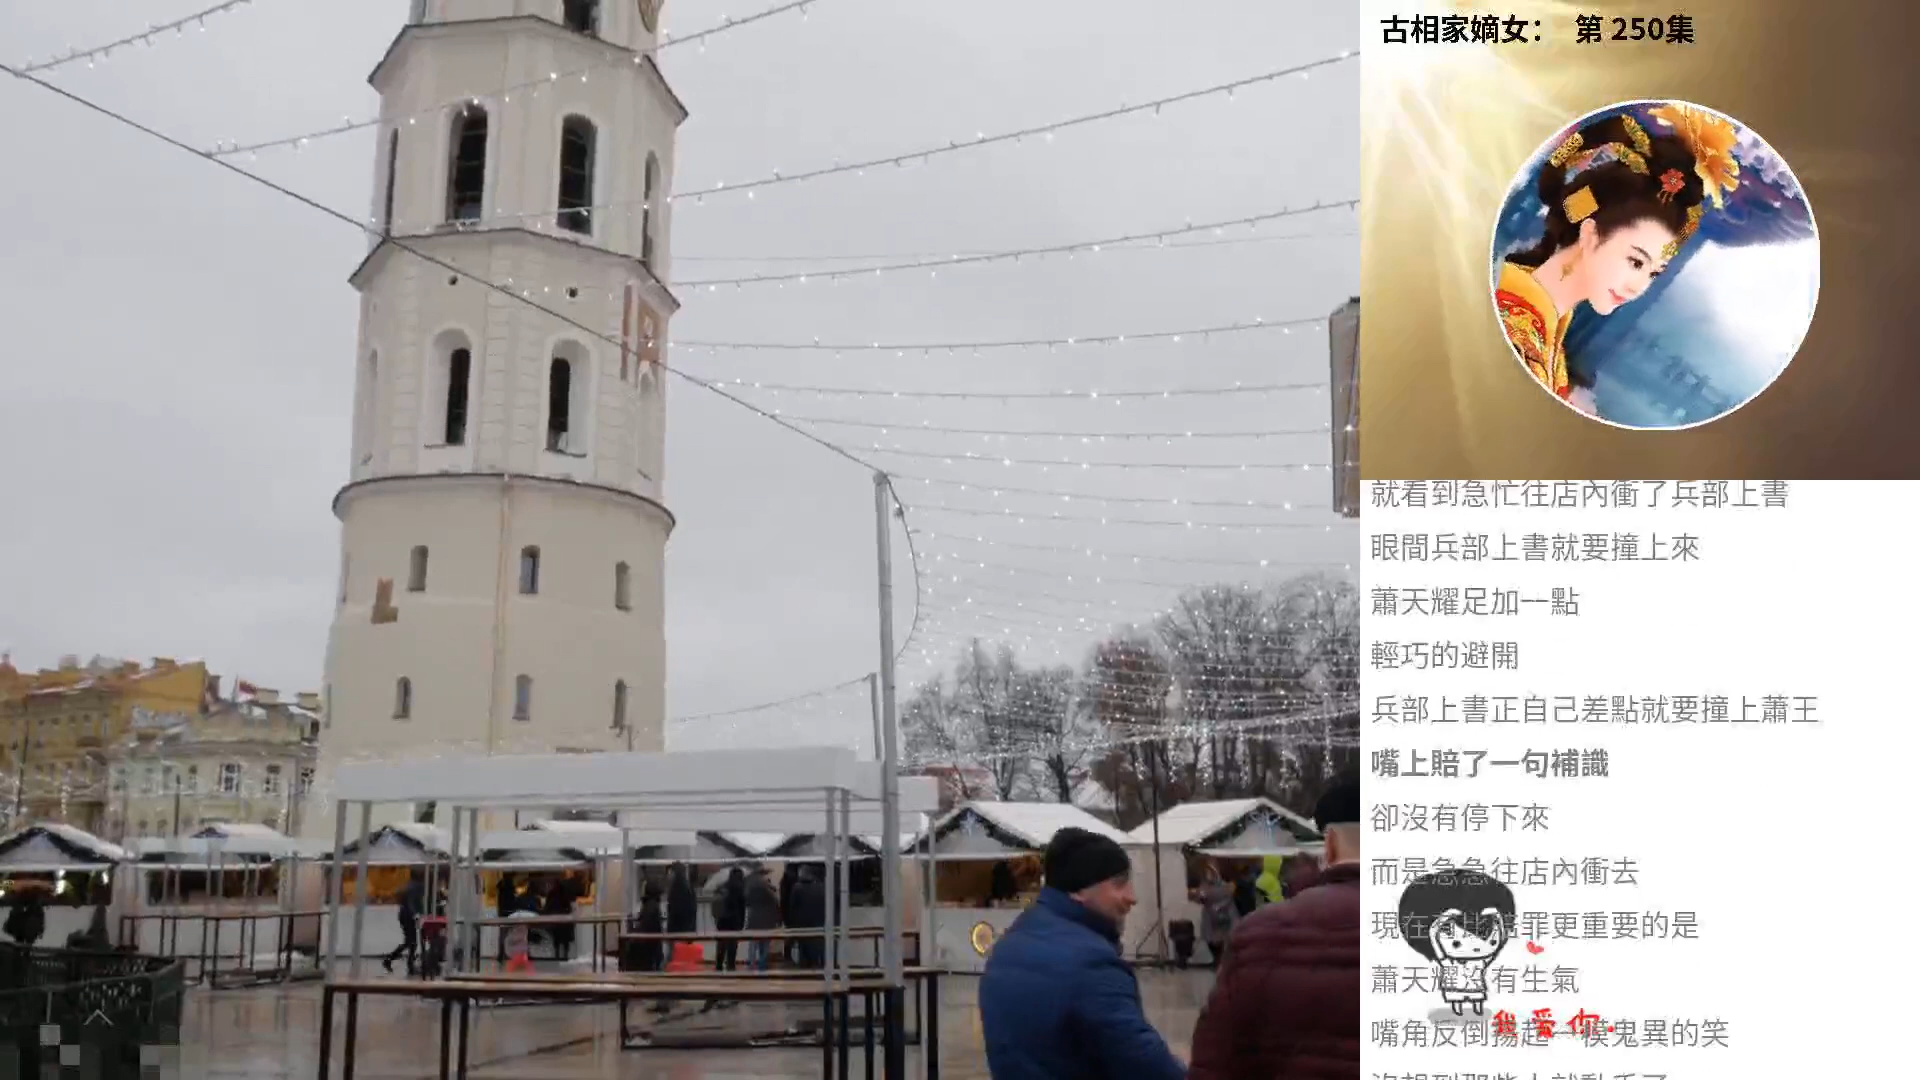 古相家嫡女： 第 250集
就看到急忙往店內衝了兵部上書
眼間兵部上書就要撞上來
蕭天耀足加一點
輕巧的避開
兵部上書正自己差點就要撞上蕭王
嘴上賠了一句補識
卻沒有停下來
而是急急往店內衝去
現在有比賠罪更重要的是
蕭天耀沒有生氣
嘴角反倒揚起一模鬼異的笑
我爱你.